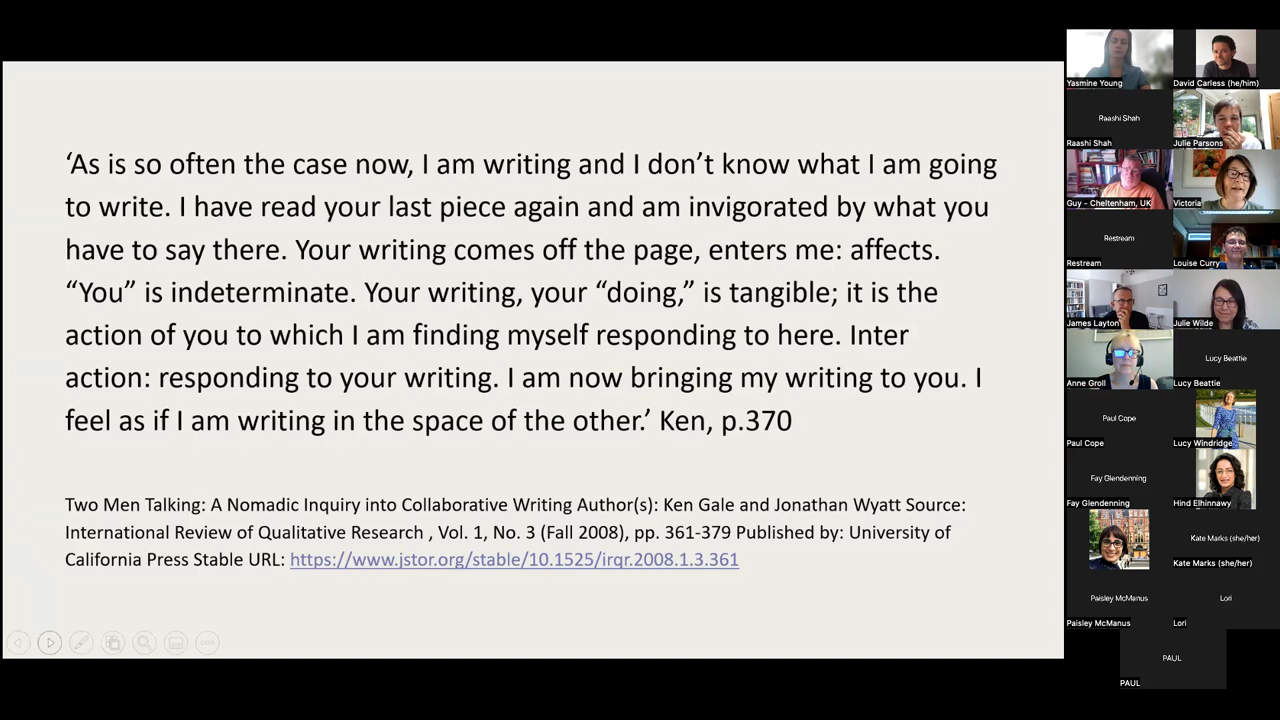 ‘As is so often the case now, I am writing and I don’t know what I am going
to write. I have read your last piece again and am invigorated by what you
have to say there. Your writing comes off the page, enters me: affects.
“You” is indeterminate. Your writing, your “doing,” is tangible; it is the
action of you to which I am finding myself responding to here. Inter
action: responding to your writing. I am now bringing my writing to you. I
feel as if I am writing in the space of the other.’ Ken, p.370
Two Men Talking: A Nomadic Inquiry into Collaborative Writing Author(s): Ken Gale and Jonathan Wyatt Source:
International Review of Qualitative Research , Vol. 1, No. 3 (Fall 2008), pp. 361-379 Published by: University of
California Press Stable URL: https://www.jstor.org/stable/10.1525/irqr.2008.1.3.361
Yasmine Young
David Carless (he/him)
Raashi Shah
Raashi Shah
Julie Parsons
Guy - Cheltenham, UK
Victoria
Restream
Restream
Louise Curry
James Layton
Julie Wilde
Anne Groll
Lucy Beattie
Lucy Beattie
Paul Cope
Paul Cope
Lucy Windridge
Fay Glendenning
Fay Glendenning
Hind Elhinnawy
Kate Marks (she/her)
Kate Marks (she/her)
Paisley McManus
Paisley McManus
Lori
Lori
PAUL
PAUL